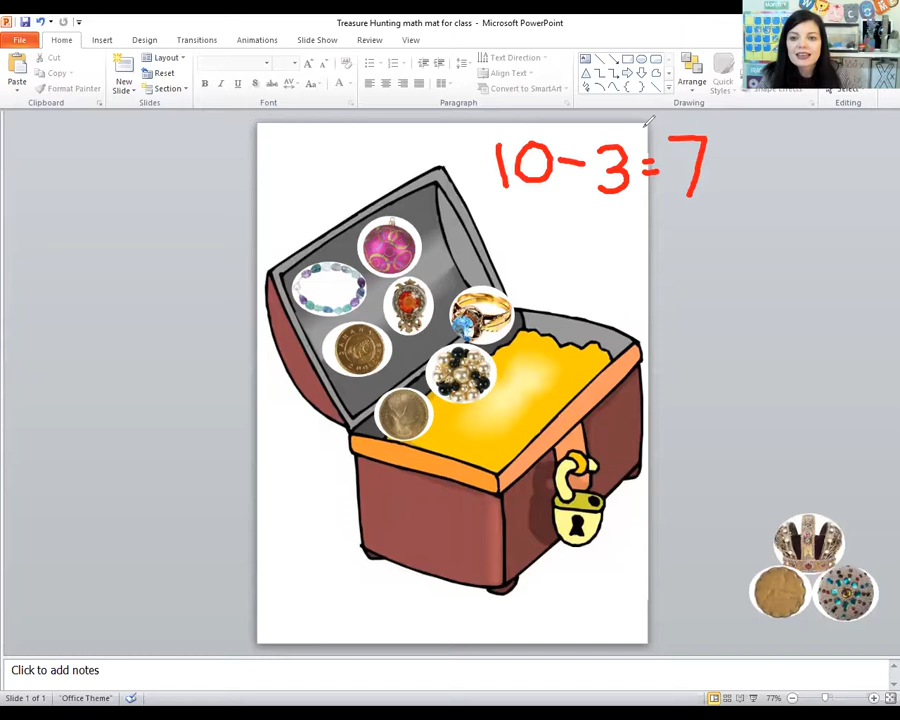 Treasure Hunting math mat for class - Microsoft PowerPoint
File Home Insert Design Transitions Animations Slide Show Review View
Paste
Cut
Copy
Format Painter
Clipboard
New Slide
Layout
Reset
Section
Slides
Font
Text Direction
Align Text
Convert to SmartArt
Paragraph
Arrange
Quick Styles
Drawing
Editing
10-3=7
Click to add notes
Slide 1 of 1
"Office Theme"
77%